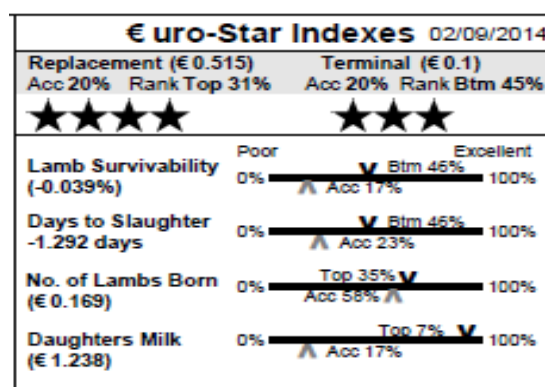 € uro-Star Indexes 02/09/2014
Replacement (€ 0.515) Terminal (€ 0.1)
Acc 20% Rank Top 31% Acc 20% Rank Btm 45%
Poor Excellent
Lamb Survivability 0% Btm 46% 100%
(-0.039%) Acc 17%
Days to Slaughter 0% Btm 46% 100%
-1.292 days Acc 23%
No. of Lambs Born 0% Top 35% 100%
(€ 0.169) Acc 58%
Daughters Milk 0% Top 7% 100%
(€ 1.238) Acc 17%